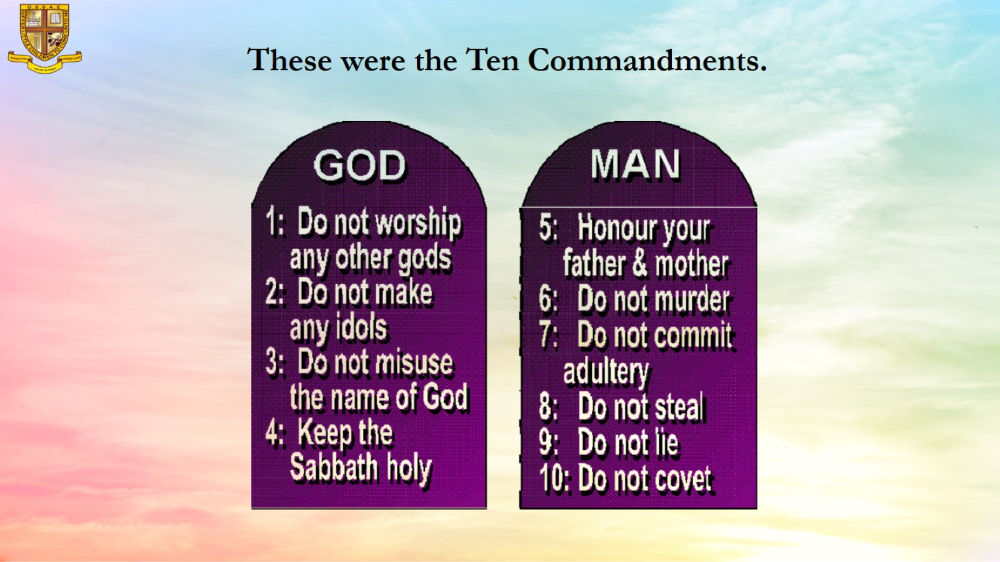 O.S.S.A.E
SUFFER LITTLE CHILDREN TO COME UNTO ME
These were the Ten Commandments.
GOD
1: Do not worship
any other gods
2: Do not make
any idols
3: Do not misuse
the name of God
4: Keep the
Sabbath holy
MAN
5: Honour your
father & mother
6: Do not murder
7: Do not commit
adultery
8: Do not steal
9: Do not lie
10: Do not covet